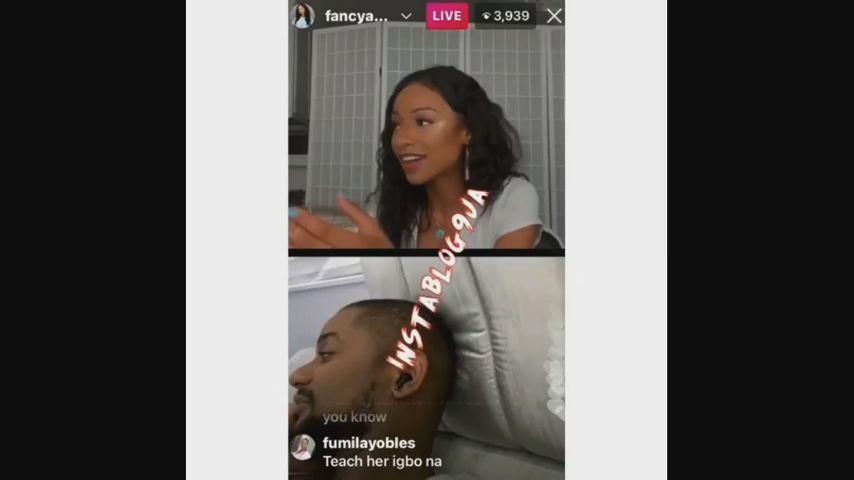 fancya...
LIVE
3,939
INSTABLOG9JA
you know
fumilayobles
Teach her igbo na